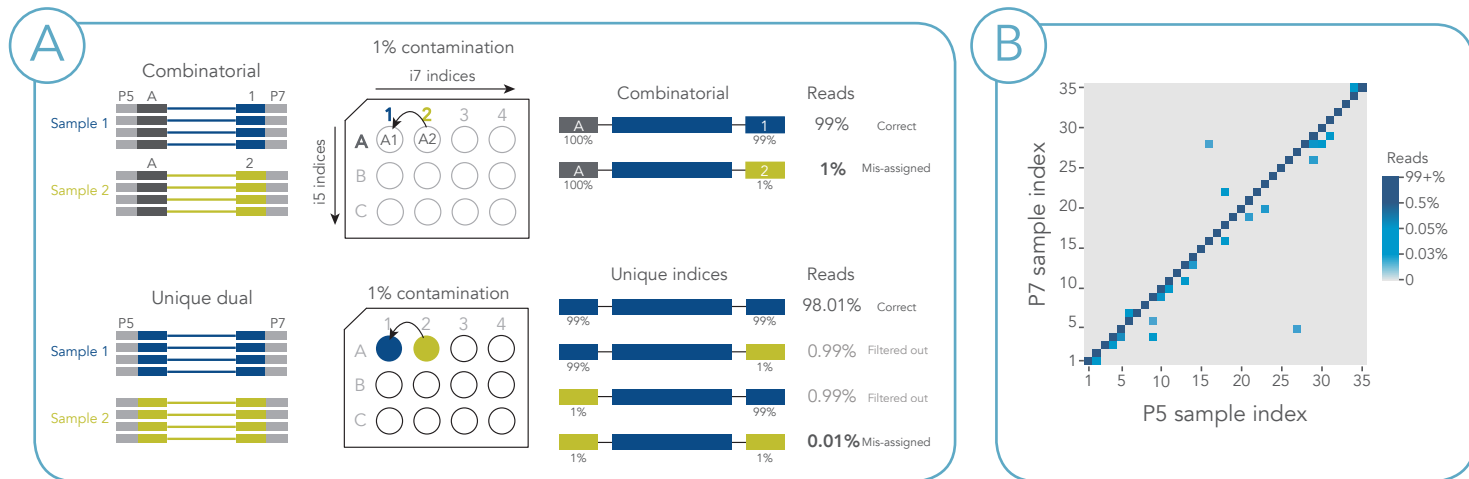 A
Combinatorial
P5 A 1 P7
Sample 1
A 2
Sample 2
1% contamination
i7 indices
1 2 3 4
i5 indices
A A1 A2
B
C
Combinatorial Reads
A 1 99% Correct
100% 99%
A 2 1% Mis-assigned
100% 1%
Unique dual
P5 P7
Sample 1
Sample 2
1% contamination
1 2 3 4
A
B
C
Unique indices Reads
98.01% Correct
99% 99%
0.99% Filtered out
99% 1%
0.99% Filtered out
1% 99%
0.01% Mis-assigned
1% 1%
B
P7 sample index
35
30
25
20
15
10
5
1
1 5 10 15 20 25 30 35
P5 sample index
Reads
99+%
0.5%
0.05%
0.03%
0